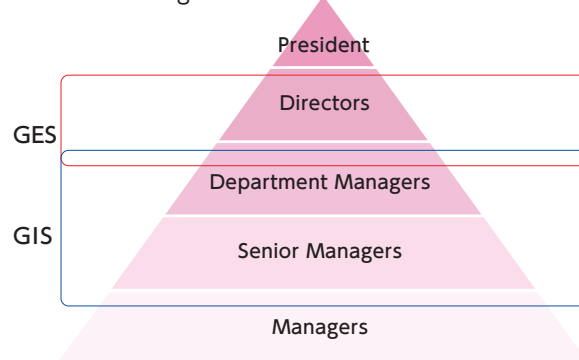 President
Directors
GES
Department Managers
GIS
Senior Managers
Managers